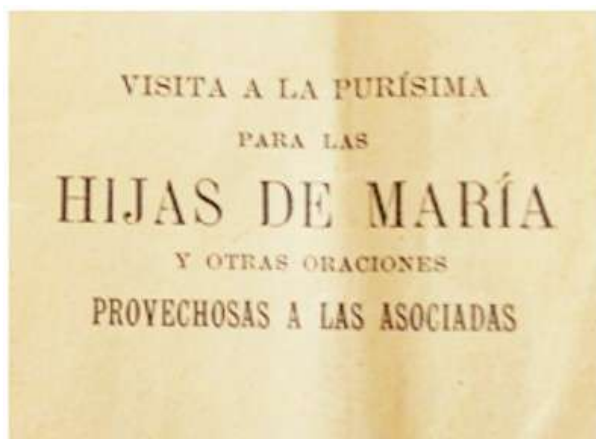 VISITA A LA PURÍSIMA
PARA LAS
HIJAS DE MARÍA
Y OTRAS ORACIONES
PROVECHOSAS A LAS ASOCIADAS